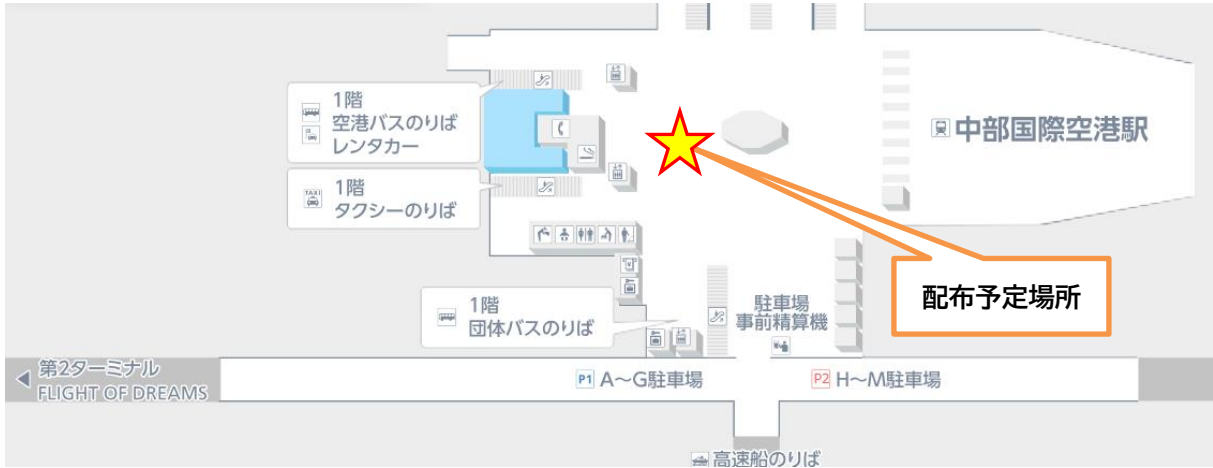 1階
空港バスのりば
レンタカー
中部国際空港駅
TAXI
1階
タクシーのりば
配布予定場所
1階
団体バスのりば
駐車場
事前精算機
第2ターミナル
FLIGHT OF DREAMS
P1 A～G駐車場
P2 H～M駐車場
高速船のりば